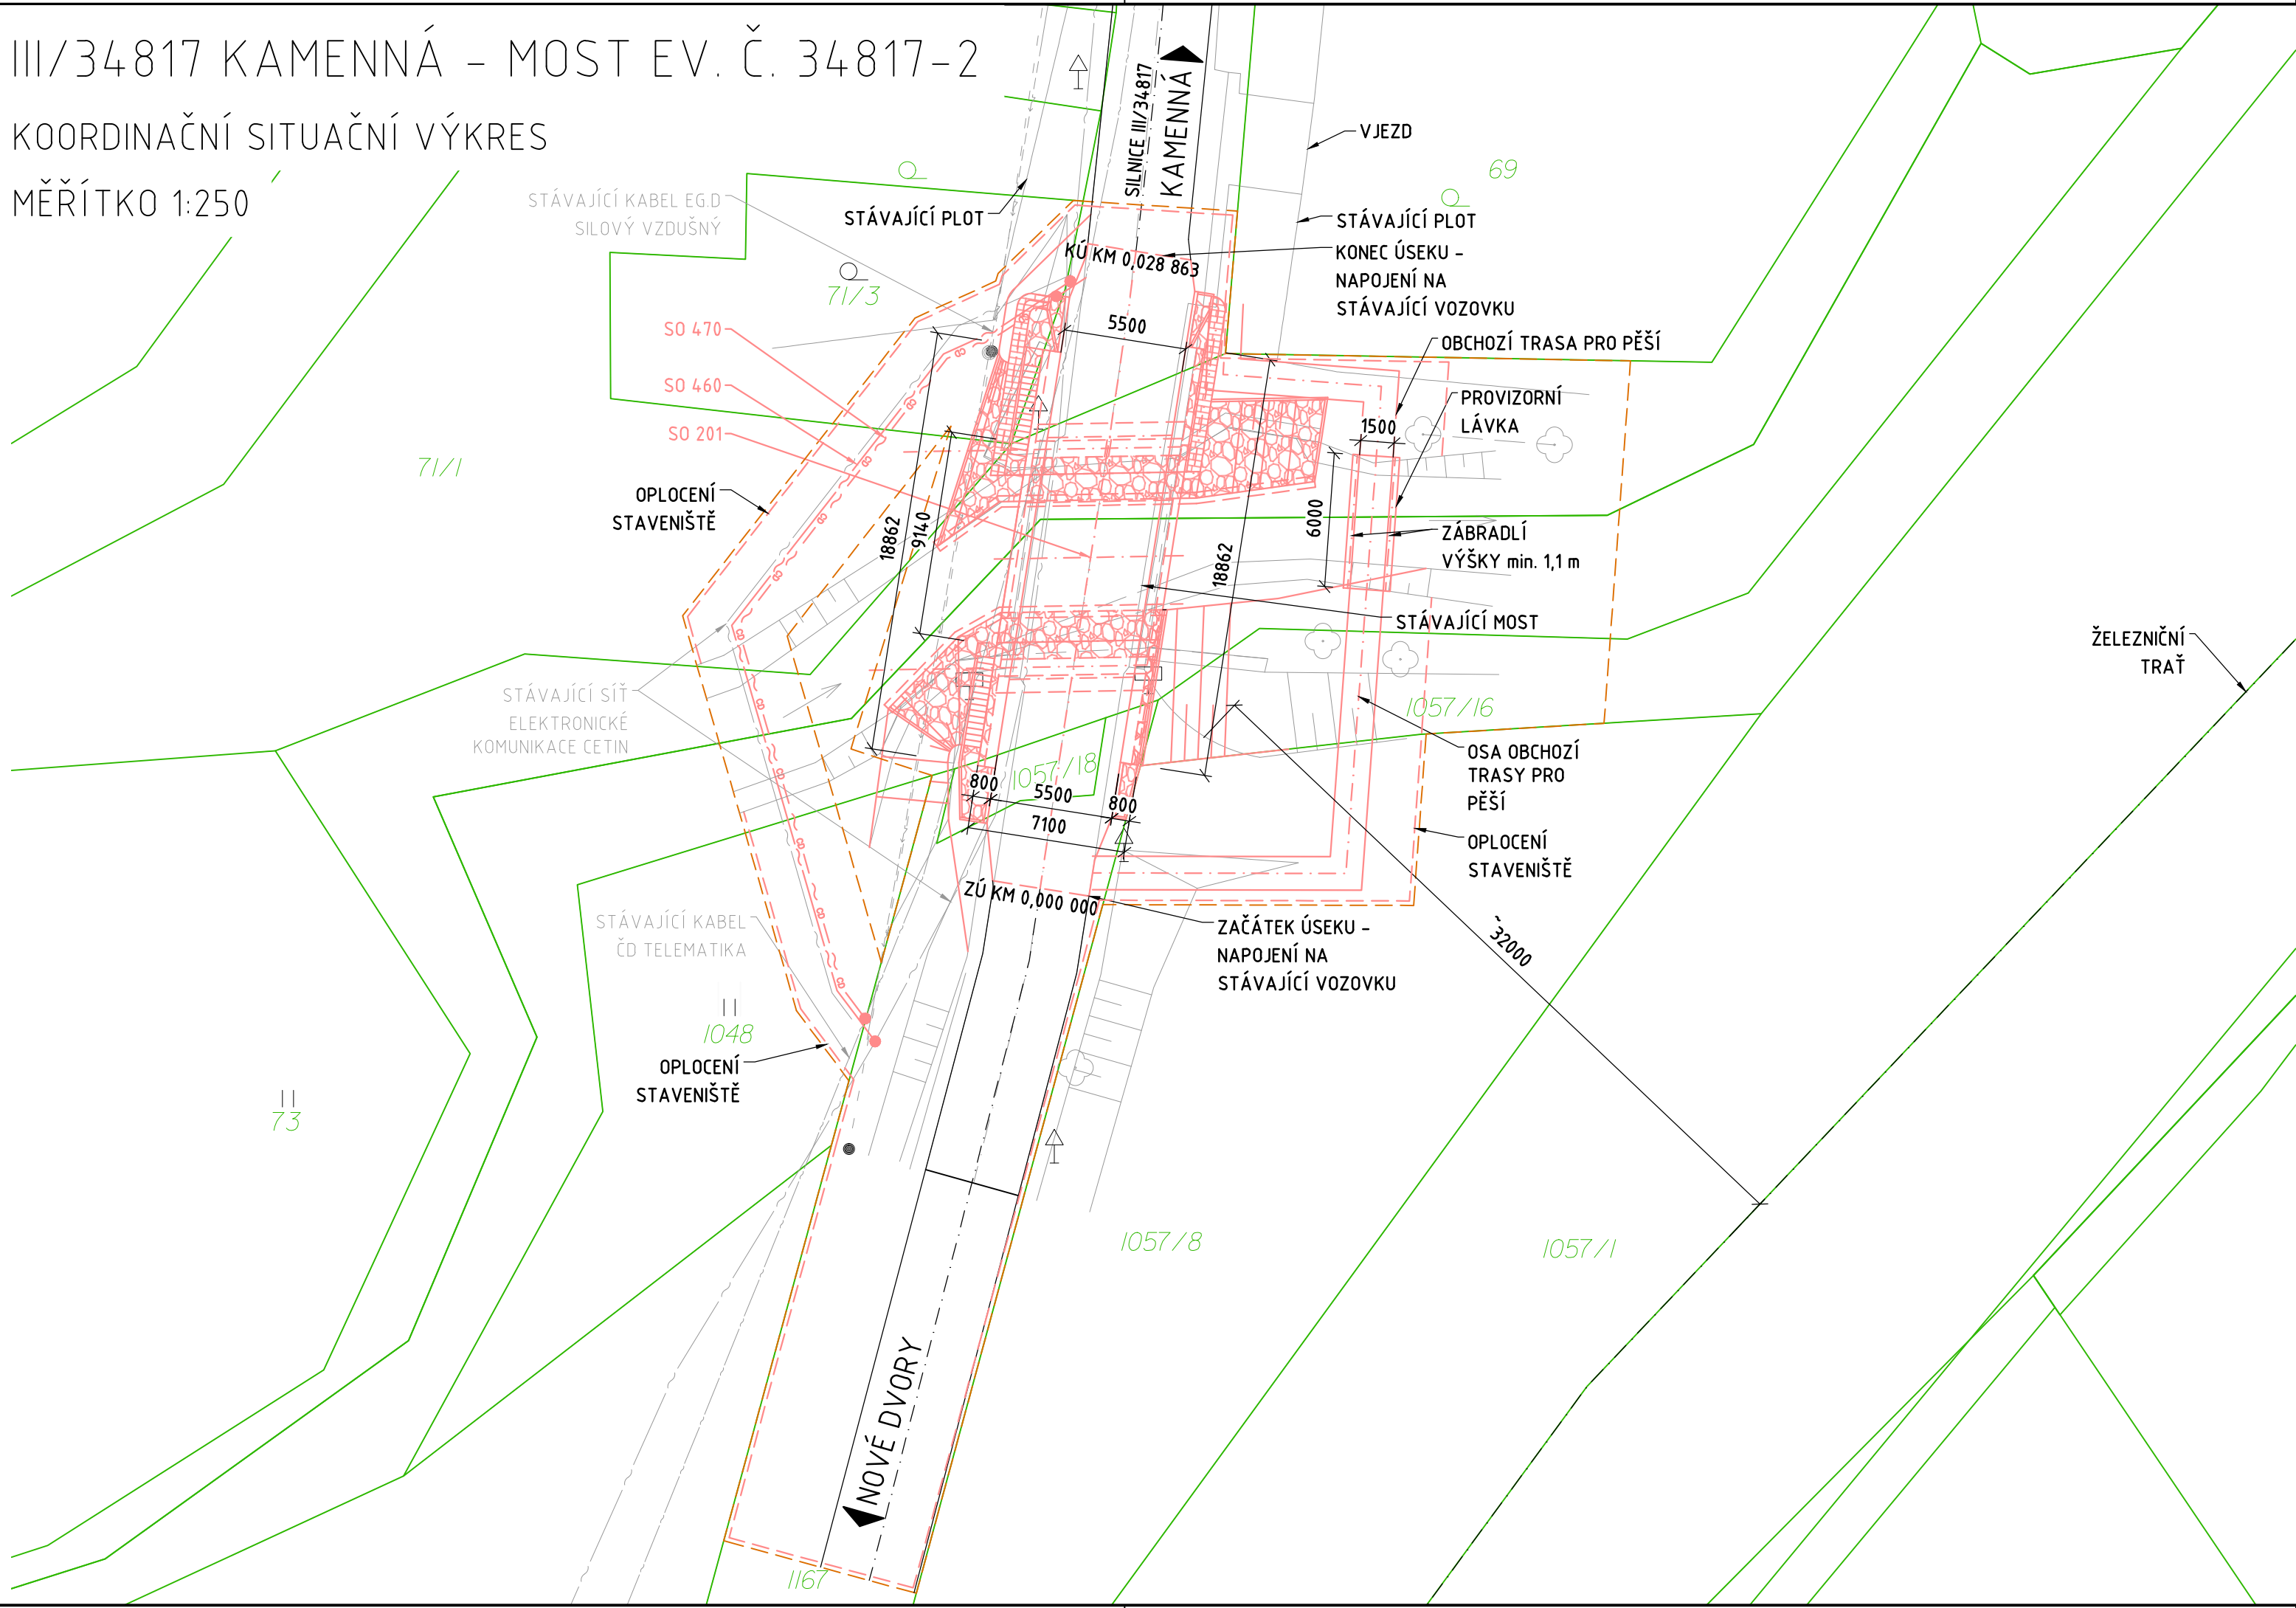 III/34817 KAMENNÁ - MOST EV. Č. 34817-2
KOORDINAČNÍ SITUAČNÍ VÝKRES
MĚŘÍTKO 1:250
SILNICE III/34817
KAMENNÁ
VJEZD
69
STÁVAJÍCÍ KABEL EG.D
SILOVÝ VZDUŠNÝ
STÁVAJÍCÍ PLOT
STÁVAJÍCÍ PLOT
KÚ KM 0,028 863
KONEC ÚSEKU -
NAPOJENÍ NA
STÁVAJÍCÍ VOZOVKU
71/3
SO 470
5500
OBCHOZÍ TRASA PRO PĚŠÍ
SO 460
PROVIZORNÍ
LÁVKA
1500
SO 201
71/1
OPLOCENÍ
STAVENIŠTĚ
18862
9140
6000
18862
ZÁBRADLÍ
VÝŠKY min. 1,1 m
STÁVAJÍCÍ MOST
ŽELEZNIČNÍ
TRAŤ
STÁVAJÍCÍ SÍŤ
ELEKTRONICKÉ
KOMUNIKACE CETIN
1057/16
OSA OBCHOZÍ
TRASY PRO
PĚŠÍ
1057/18
800
5500
800
7100
OPLOCENÍ
STAVENIŠTĚ
ZÚ KM 0,000 000
STÁVAJÍCÍ KABEL
ČD TELEMATIKA
ZAČÁTEK ÚSEKU -
NAPOJENÍ NA
STÁVAJÍCÍ VOZOVKU
~32000
1048
OPLOCENÍ
STAVENIŠTĚ
73
1057/8
1057/1
NOVÉ DVORY
1167